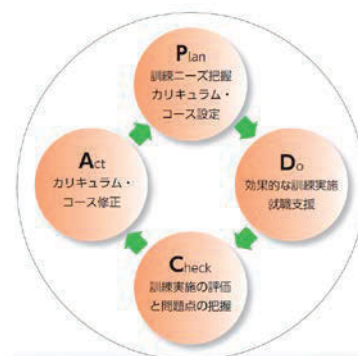 Plan
訓練ニーズ把握
カリキュラム・
コース設定
Do
効果的な訓練実施
就職支援
Check
訓練実施の評価
と問題点の把握
Act
カリキュラム・
コース修正